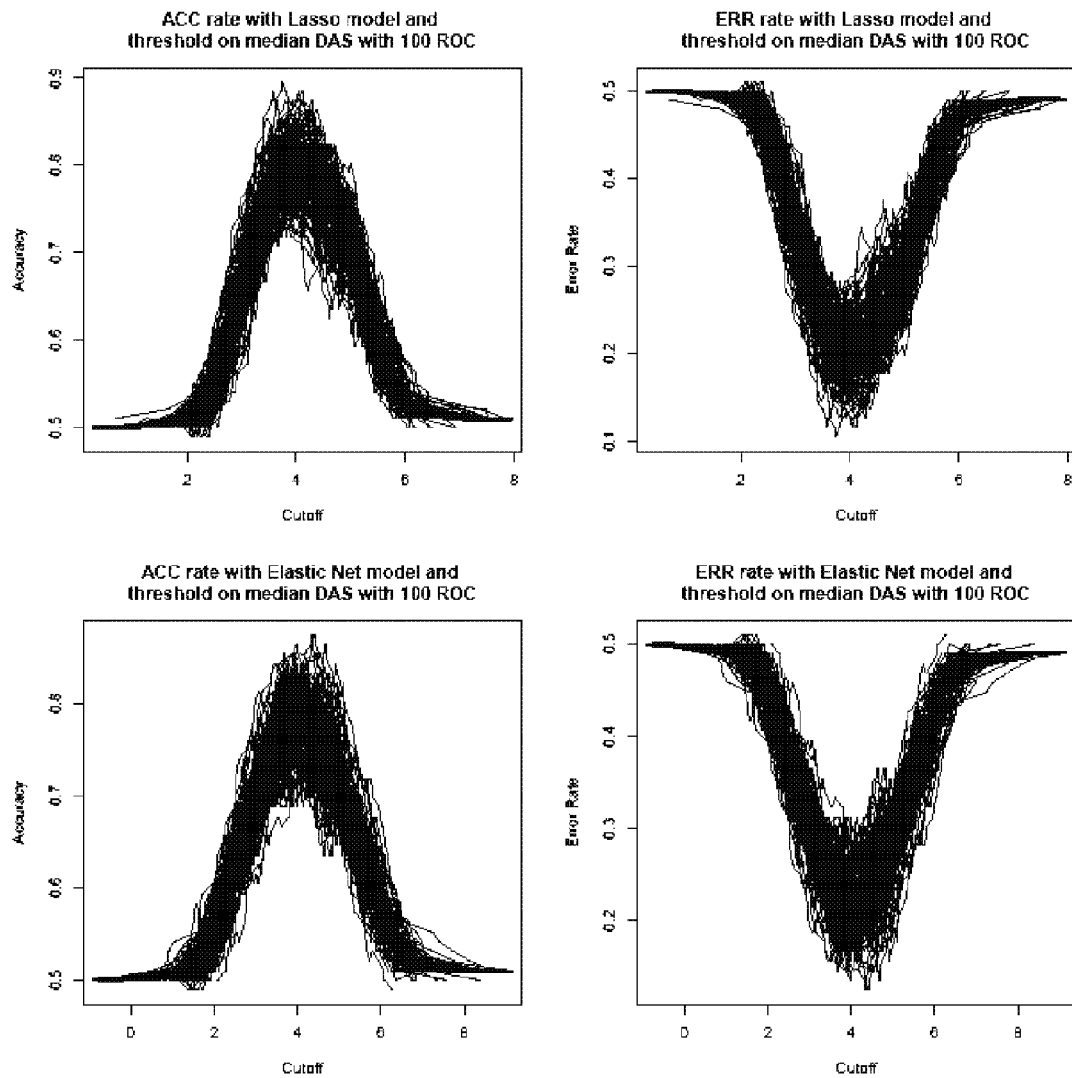 ACC rate with Lasso model and
threshold on median DAS with 100 ROC
0.9
0.8
0.7
0.6
0.5
Accuracy
2
4
6
8
Cutoff
ERR rate with Lasso model and
threshold on median DAS with 100 ROC
0.5
0.4
0.3
0.2
0.1
Error Rate
2
4
6
8
Cutoff
ACC rate with Elastic Net model and
threshold on median DAS with 100 ROC
0.8
0.7
0.6
0.5
Accuracy
0
2
4
6
8
Cutoff
ERR rate with Elastic Net model and
threshold on median DAS with 100 ROC
0.5
0.4
0.3
0.2
Error Rate
0
2
4
6
8
Cutoff